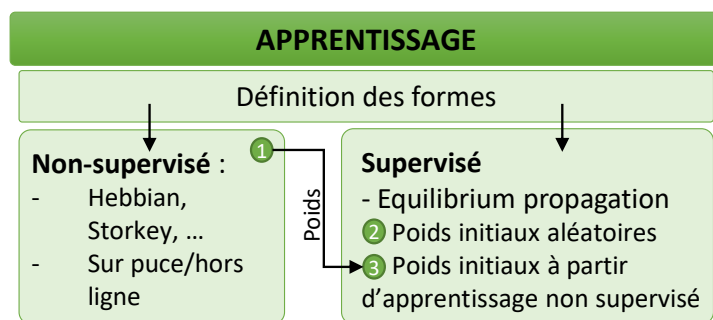 APPRENTISSAGE
Définition des formes
Non-supervisé :
1
- Hebbian,
Storkey, ...
- Sur puce/hors
ligne
Poids
Supervisé
- Equilibrium propagation
2 Poids initiaux aléatoires
3 Poids initiaux à partir
d'apprentissage non supervisé